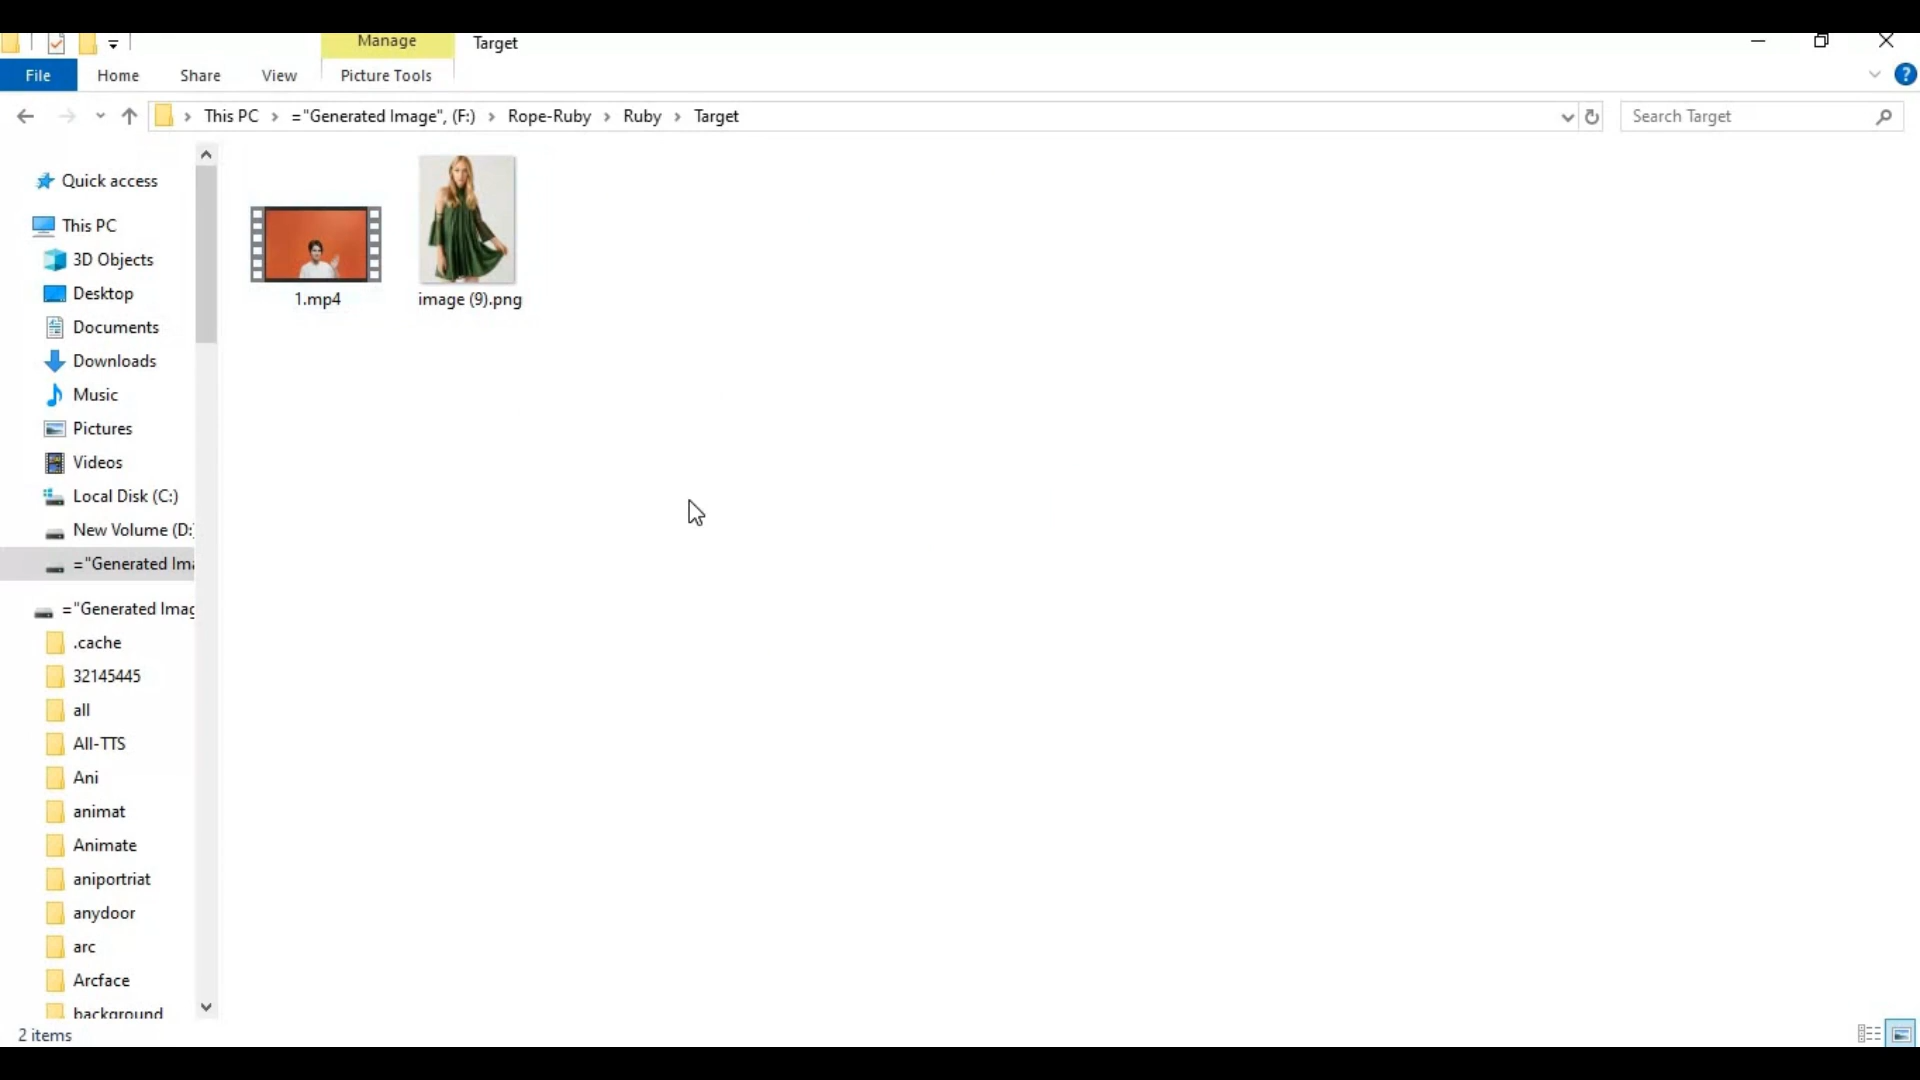 Manage
Target
File
Home
Share
View
Picture Tools
This PC
="Generated Image", (F:)
Rope-Ruby
Ruby
Target
Search Target
Quick access
This PC
3D Objects
Desktop
Documents
Downloads
Music
Pictures
Videos
Local Disk (C:)
New Volume (D:
="Generated Ima
="Generated Imag
.cache
32145445
all
All-TTS
Ani
animat
Animate
aniportriat
anydoor
arc
Arcface
background
1.mp4
image (9).png
2 items